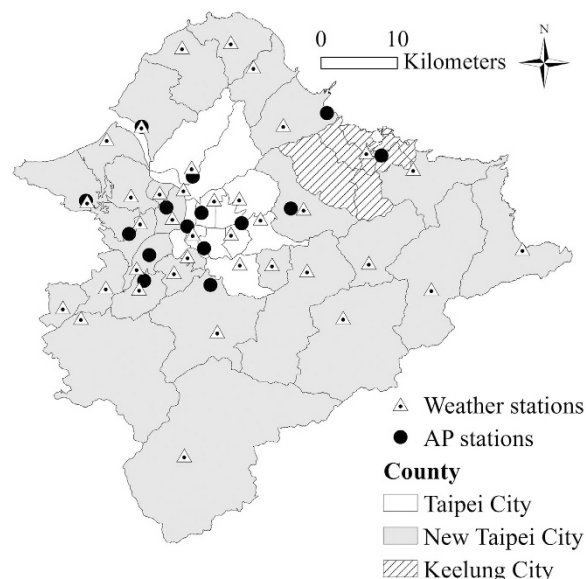 N
0 10
Kilometers
Weather stations
AP stations
County
Taipei City
New Taipei City
Keelung City